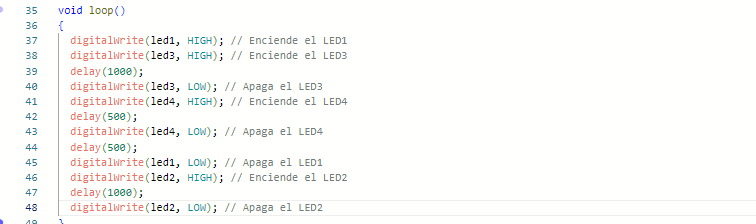 35 void loop()
36 {
37 digitalWrite(led1, HIGH); // Enciende el LED1
38 digitalWrite(led3, HIGH); // Enciende el LED3
39 delay(1000);
40 digitalWrite(led3, LOW); // Apaga el LED3
41 digitalWrite(led4, HIGH); // Enciende el LED4
42 delay(500);
43 digitalWrite(led4, LOW); // Apaga el LED4
44 delay(500);
45 digitalWrite(led1, LOW); // Apaga el LED1
46 digitalWrite(led2, HIGH); // Enciende el LED2
47 delay(1000);
48 digitalWrite(led2, LOW); // Apaga el LED2
49 }